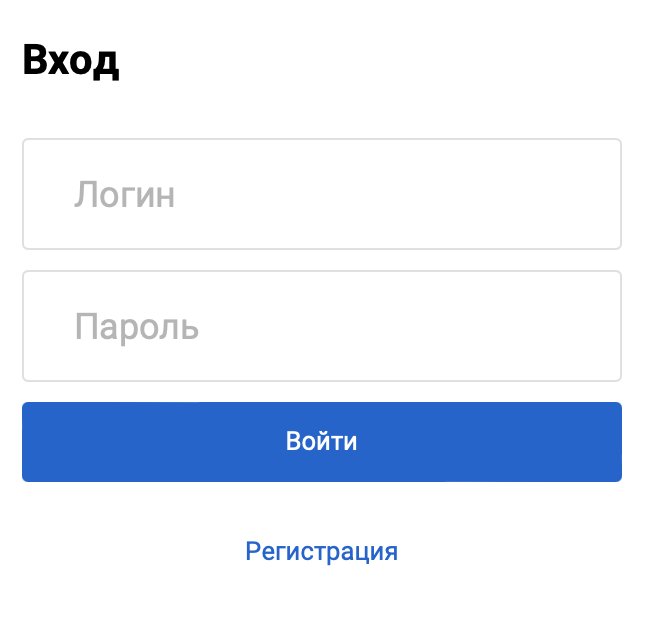 Вход
Логин
Пароль
Войти
Регистрация